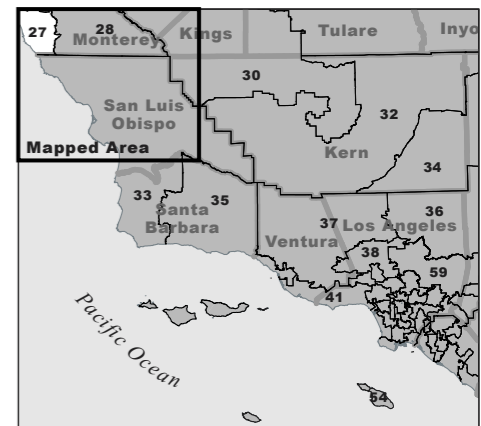 27
28
Monterey
Kings
Tulare
Inyo
30
San Luis
Obispo
32
Mapped Area
Kern
34
33
Santa
Barbara
35
37
Los Angeles
36
Ventura
38
59
41
Pacific Ocean
54